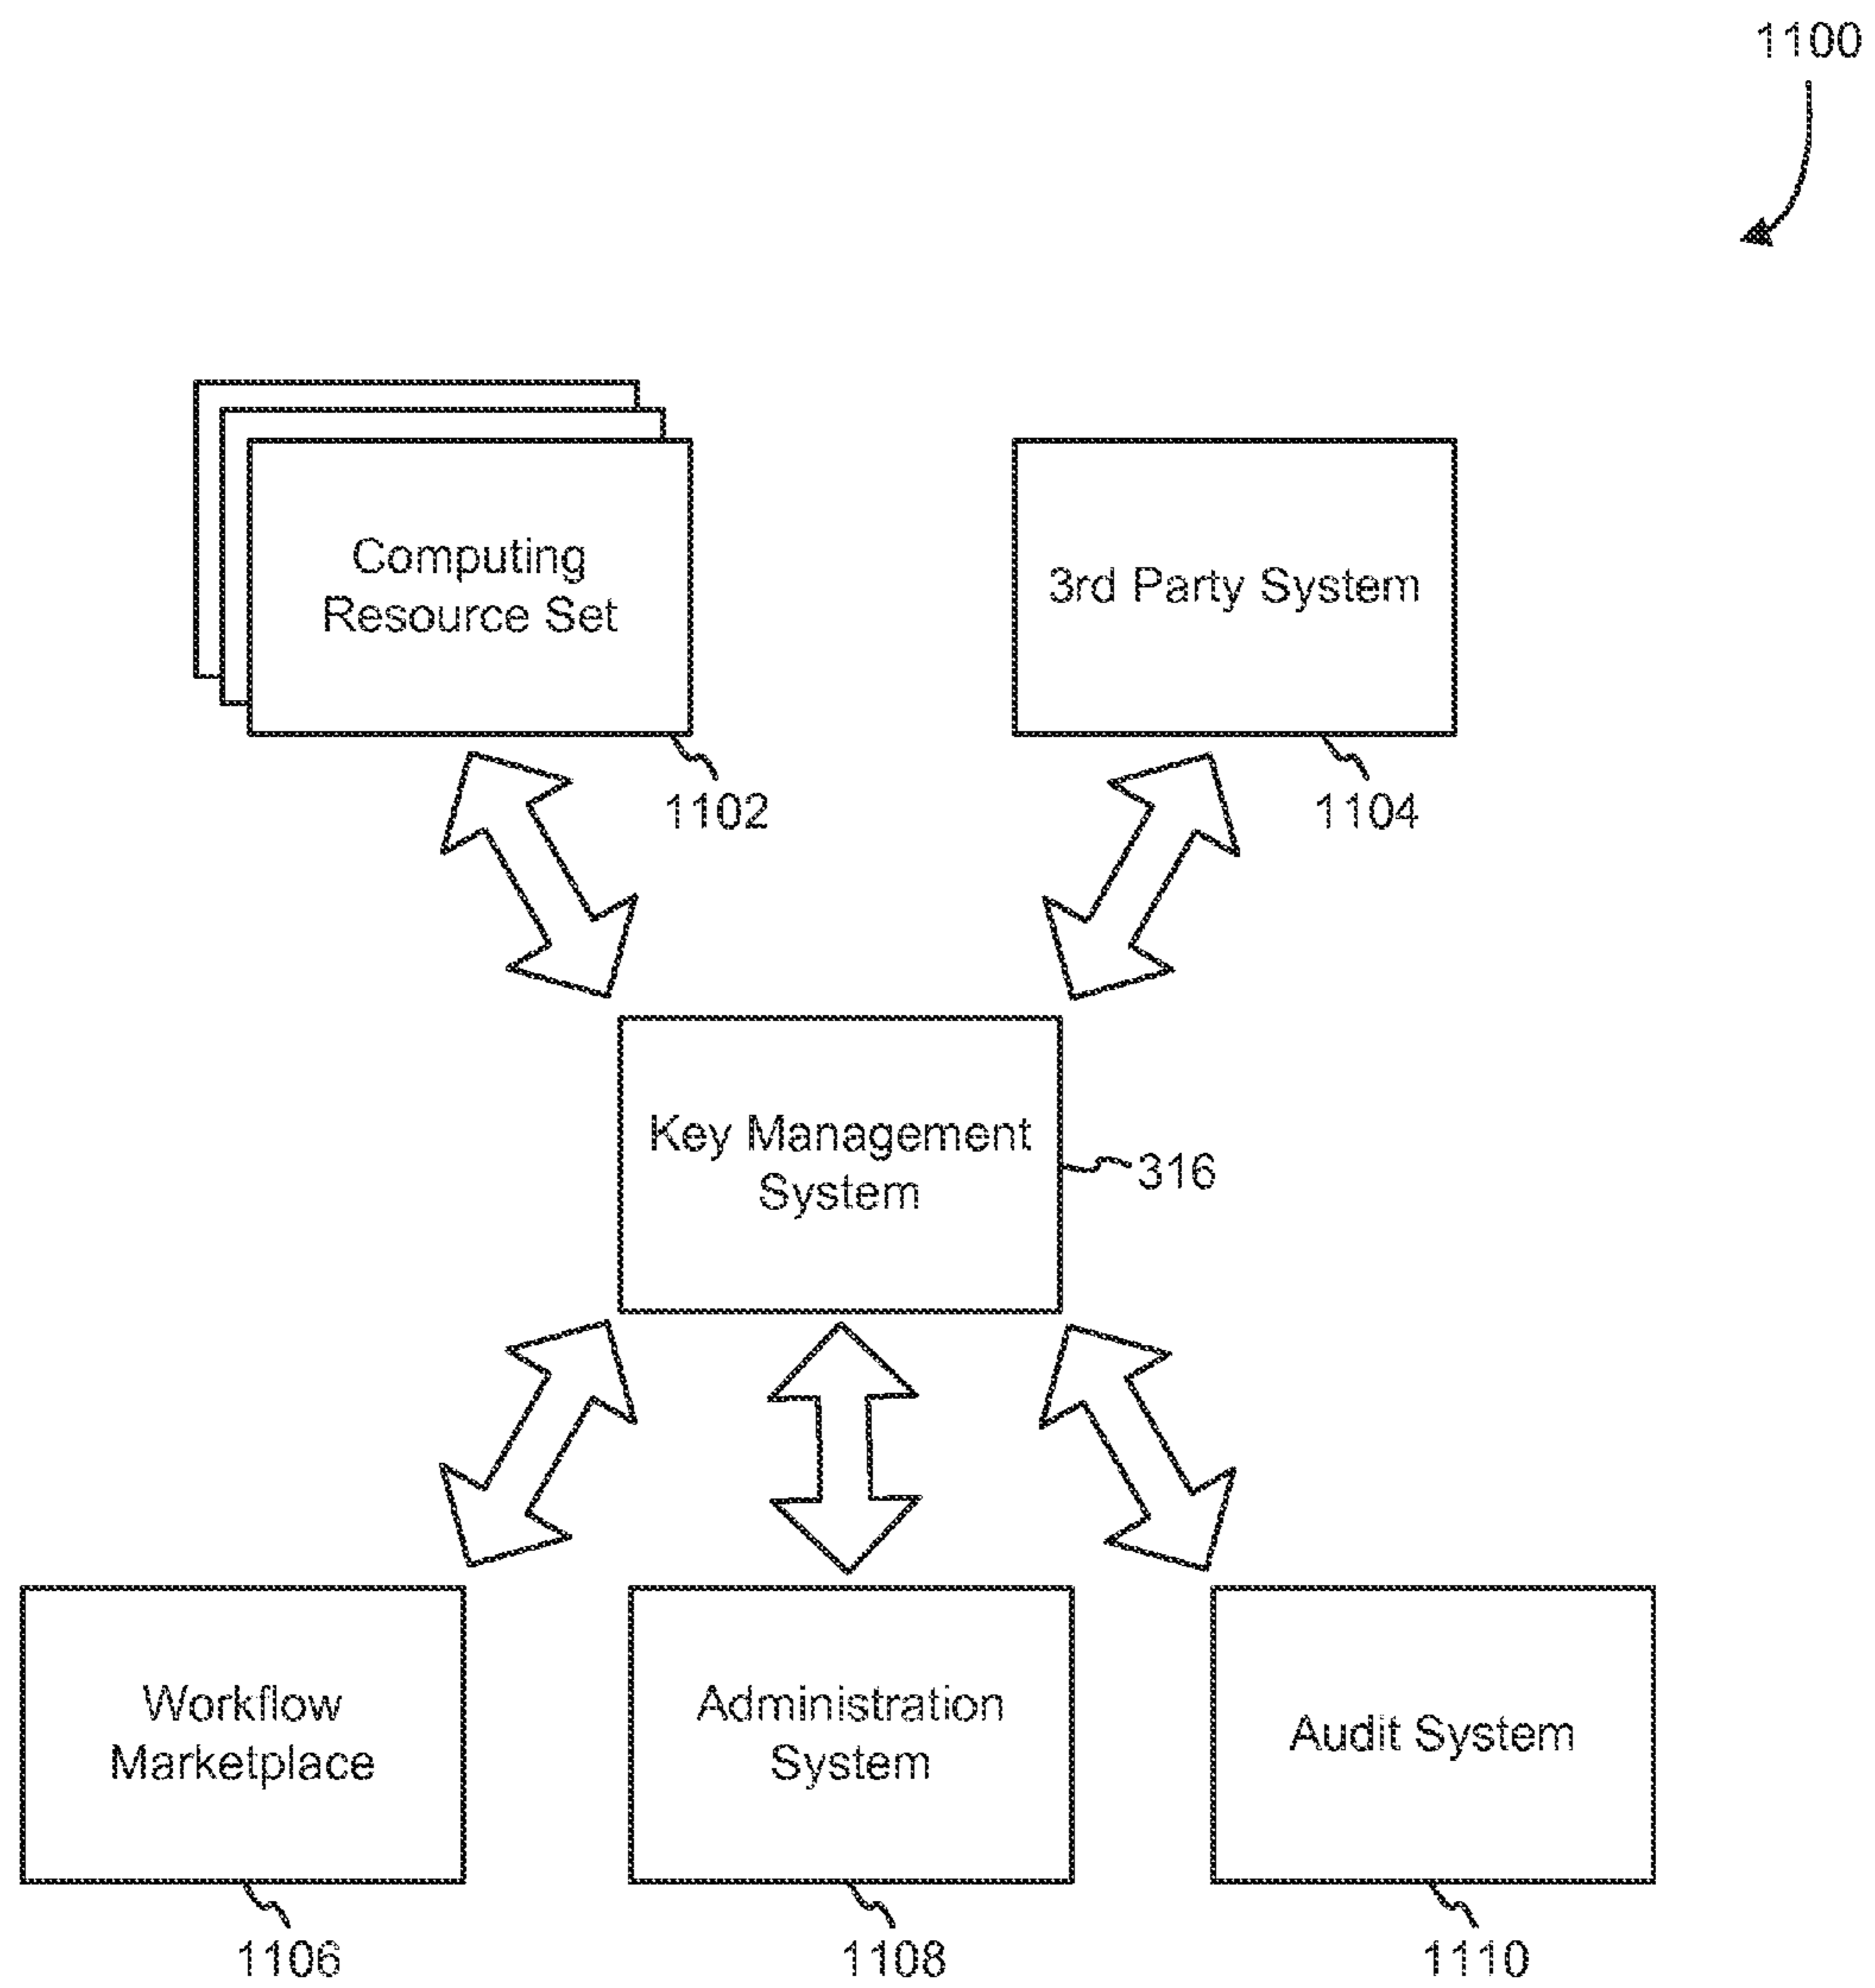 1100
Computing
Resource Set
3rd Party System
1102
1104
Key Management
System
316
Workflow
Marketplace
Administration
System
Audit System
1106
1108
1110